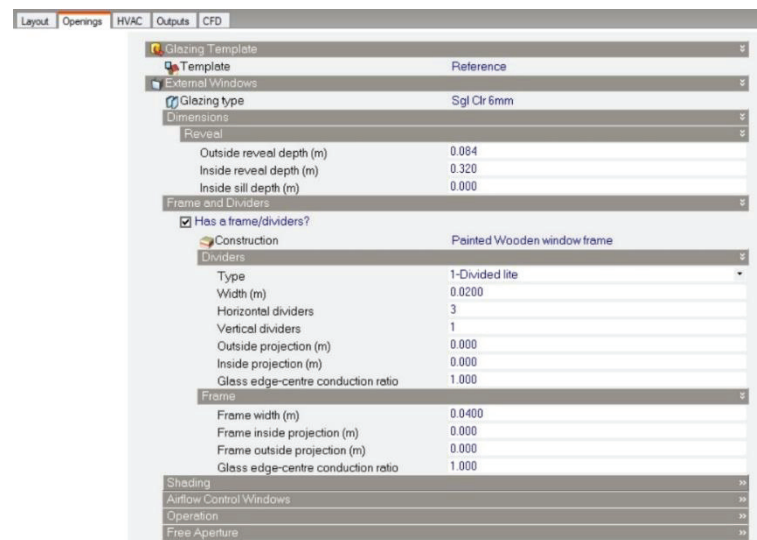 Layout Openings HVAC Outputs CFD
Glazing Template
Template Reference
External Windows
Glazing type Sgl Clr 6mm
Dimensions
Reveal
Outside reveal depth (m) 0.084
Inside reveal depth (m) 0.320
Inside sill depth (m) 0.000
Frame and Dividers
Has a frame/dividers?
Construction Painted Wooden window frame
Dividers
Type 1-Divided lite
Width (m) 0.0200
Horizontal dividers 3
Vertical dividers 1
Outside projection (m) 0.000
Inside projection (m) 0.000
Glass edge-centre conduction ratio 1.000
Frame
Frame width (m) 0.0400
Frame inside projection (m) 0.000
Frame outside projection (m) 0.000
Glass edge-centre conduction ratio 1.000
Shading
Airflow Control Windows
Operation
Free Aperture